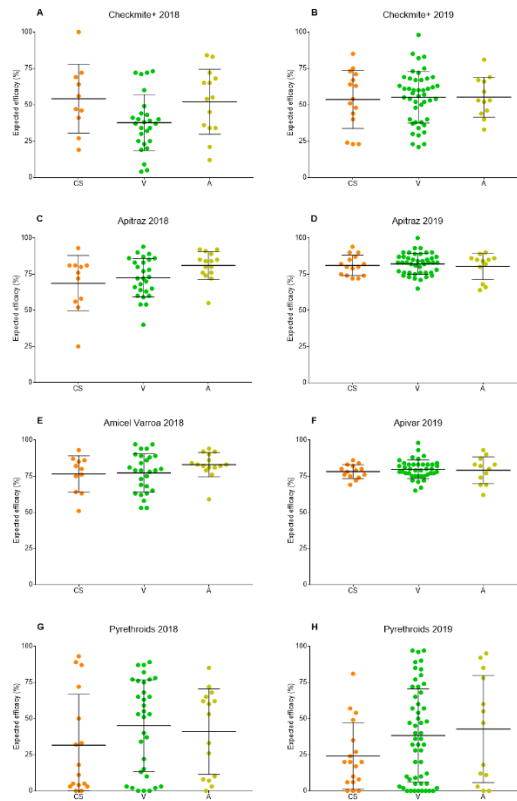 A Checkmite+ 2018
Expected efficacy (%)
100
75
50
25
0
CS V A
B Checkmite+ 2019
Expected efficacy (%)
100
75
50
25
0
CS V A
C Apitraz 2018
Expected efficacy (%)
100
75
50
25
0
CS V A
D Apitraz 2019
Expected efficacy (%)
100
75
50
25
0
CS V A
E Amicel Varroa 2018
Expected efficacy (%)
100
75
50
25
0
CS V A
F Apivar 2019
Expected efficacy (%)
100
75
50
25
0
CS V A
G Pyrethroids 2018
Expected efficacy (%)
100
75
50
25
0
CS V A
H Pyrethroids 2019
Expected efficacy (%)
100
75
50
25
0
CS V A